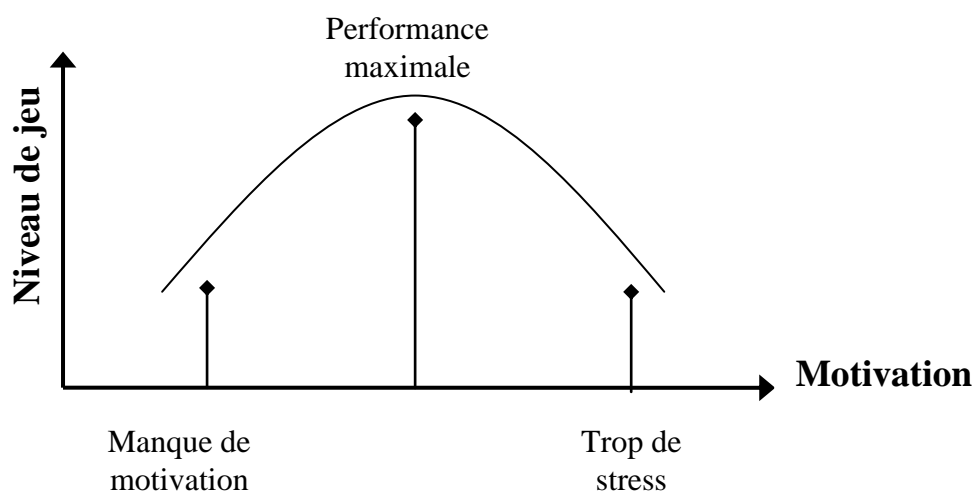 Performance
maximale
Niveau de jeu
Motivation
Manque de
motivation
Trop de
stress